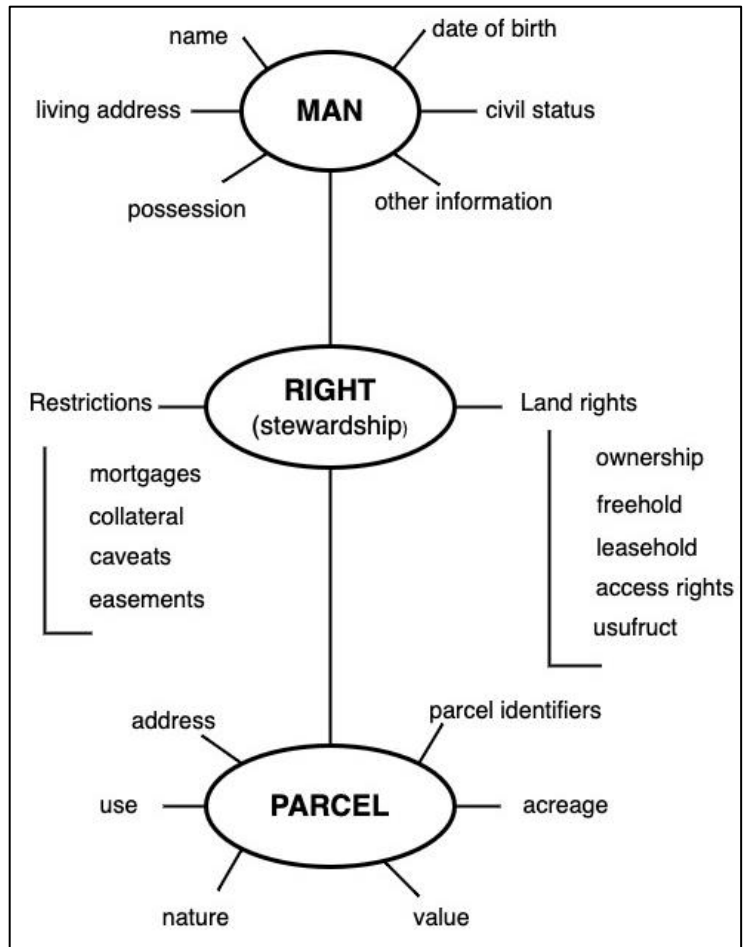 name
date of birth
living address
MAN
civil status
possession
other information
Restrictions
RIGHT
(stewardship)
Land rights
mortgages
collateral
caveats
easements
ownership
freehold
leasehold
access rights
usufruct
address
parcel identifiers
use
PARCEL
acreage
nature
value